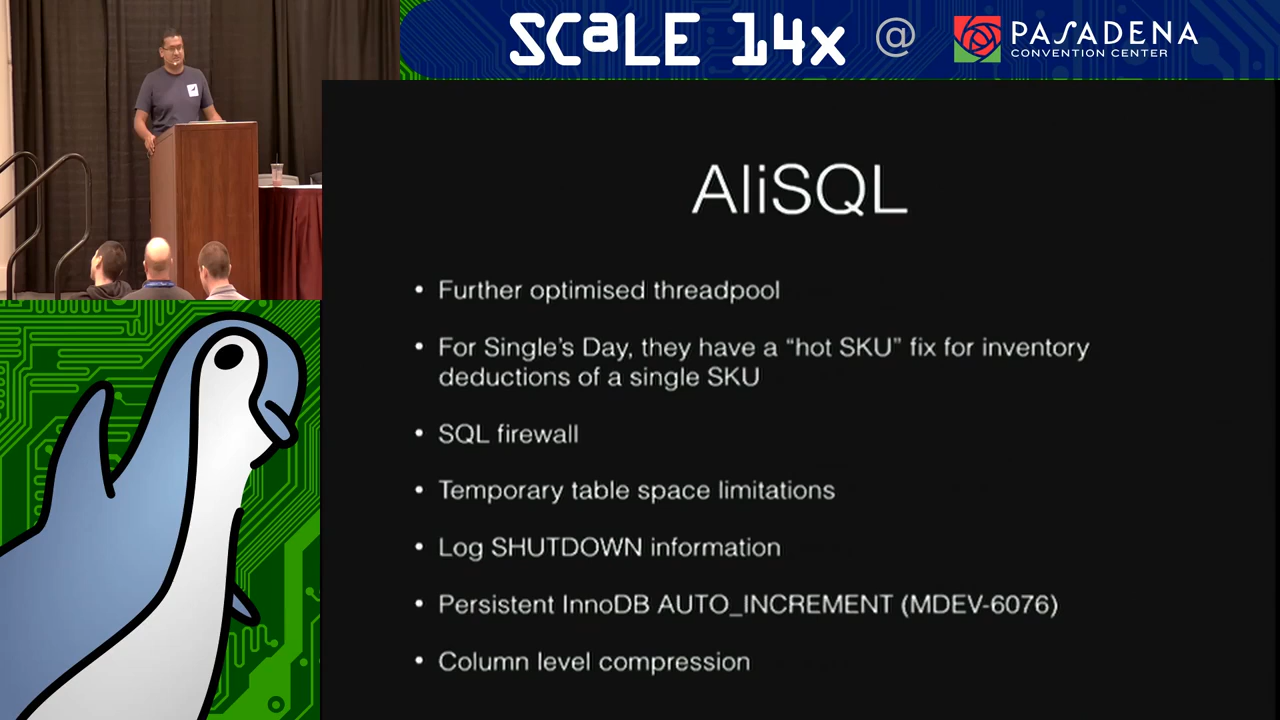 SCaLE 14x @ PASADENA
CONVENTION CENTER
AliSQL
• Further optimised threadpool
• For Single's Day, they have a “hot SKU” fix for inventory
deductions of a single SKU
• SQL firewall
• Temporary table space limitations
• Log SHUTDOWN information
• Persistent InnoDB AUTO_INCREMENT (MDEV-6076)
• Column level compression